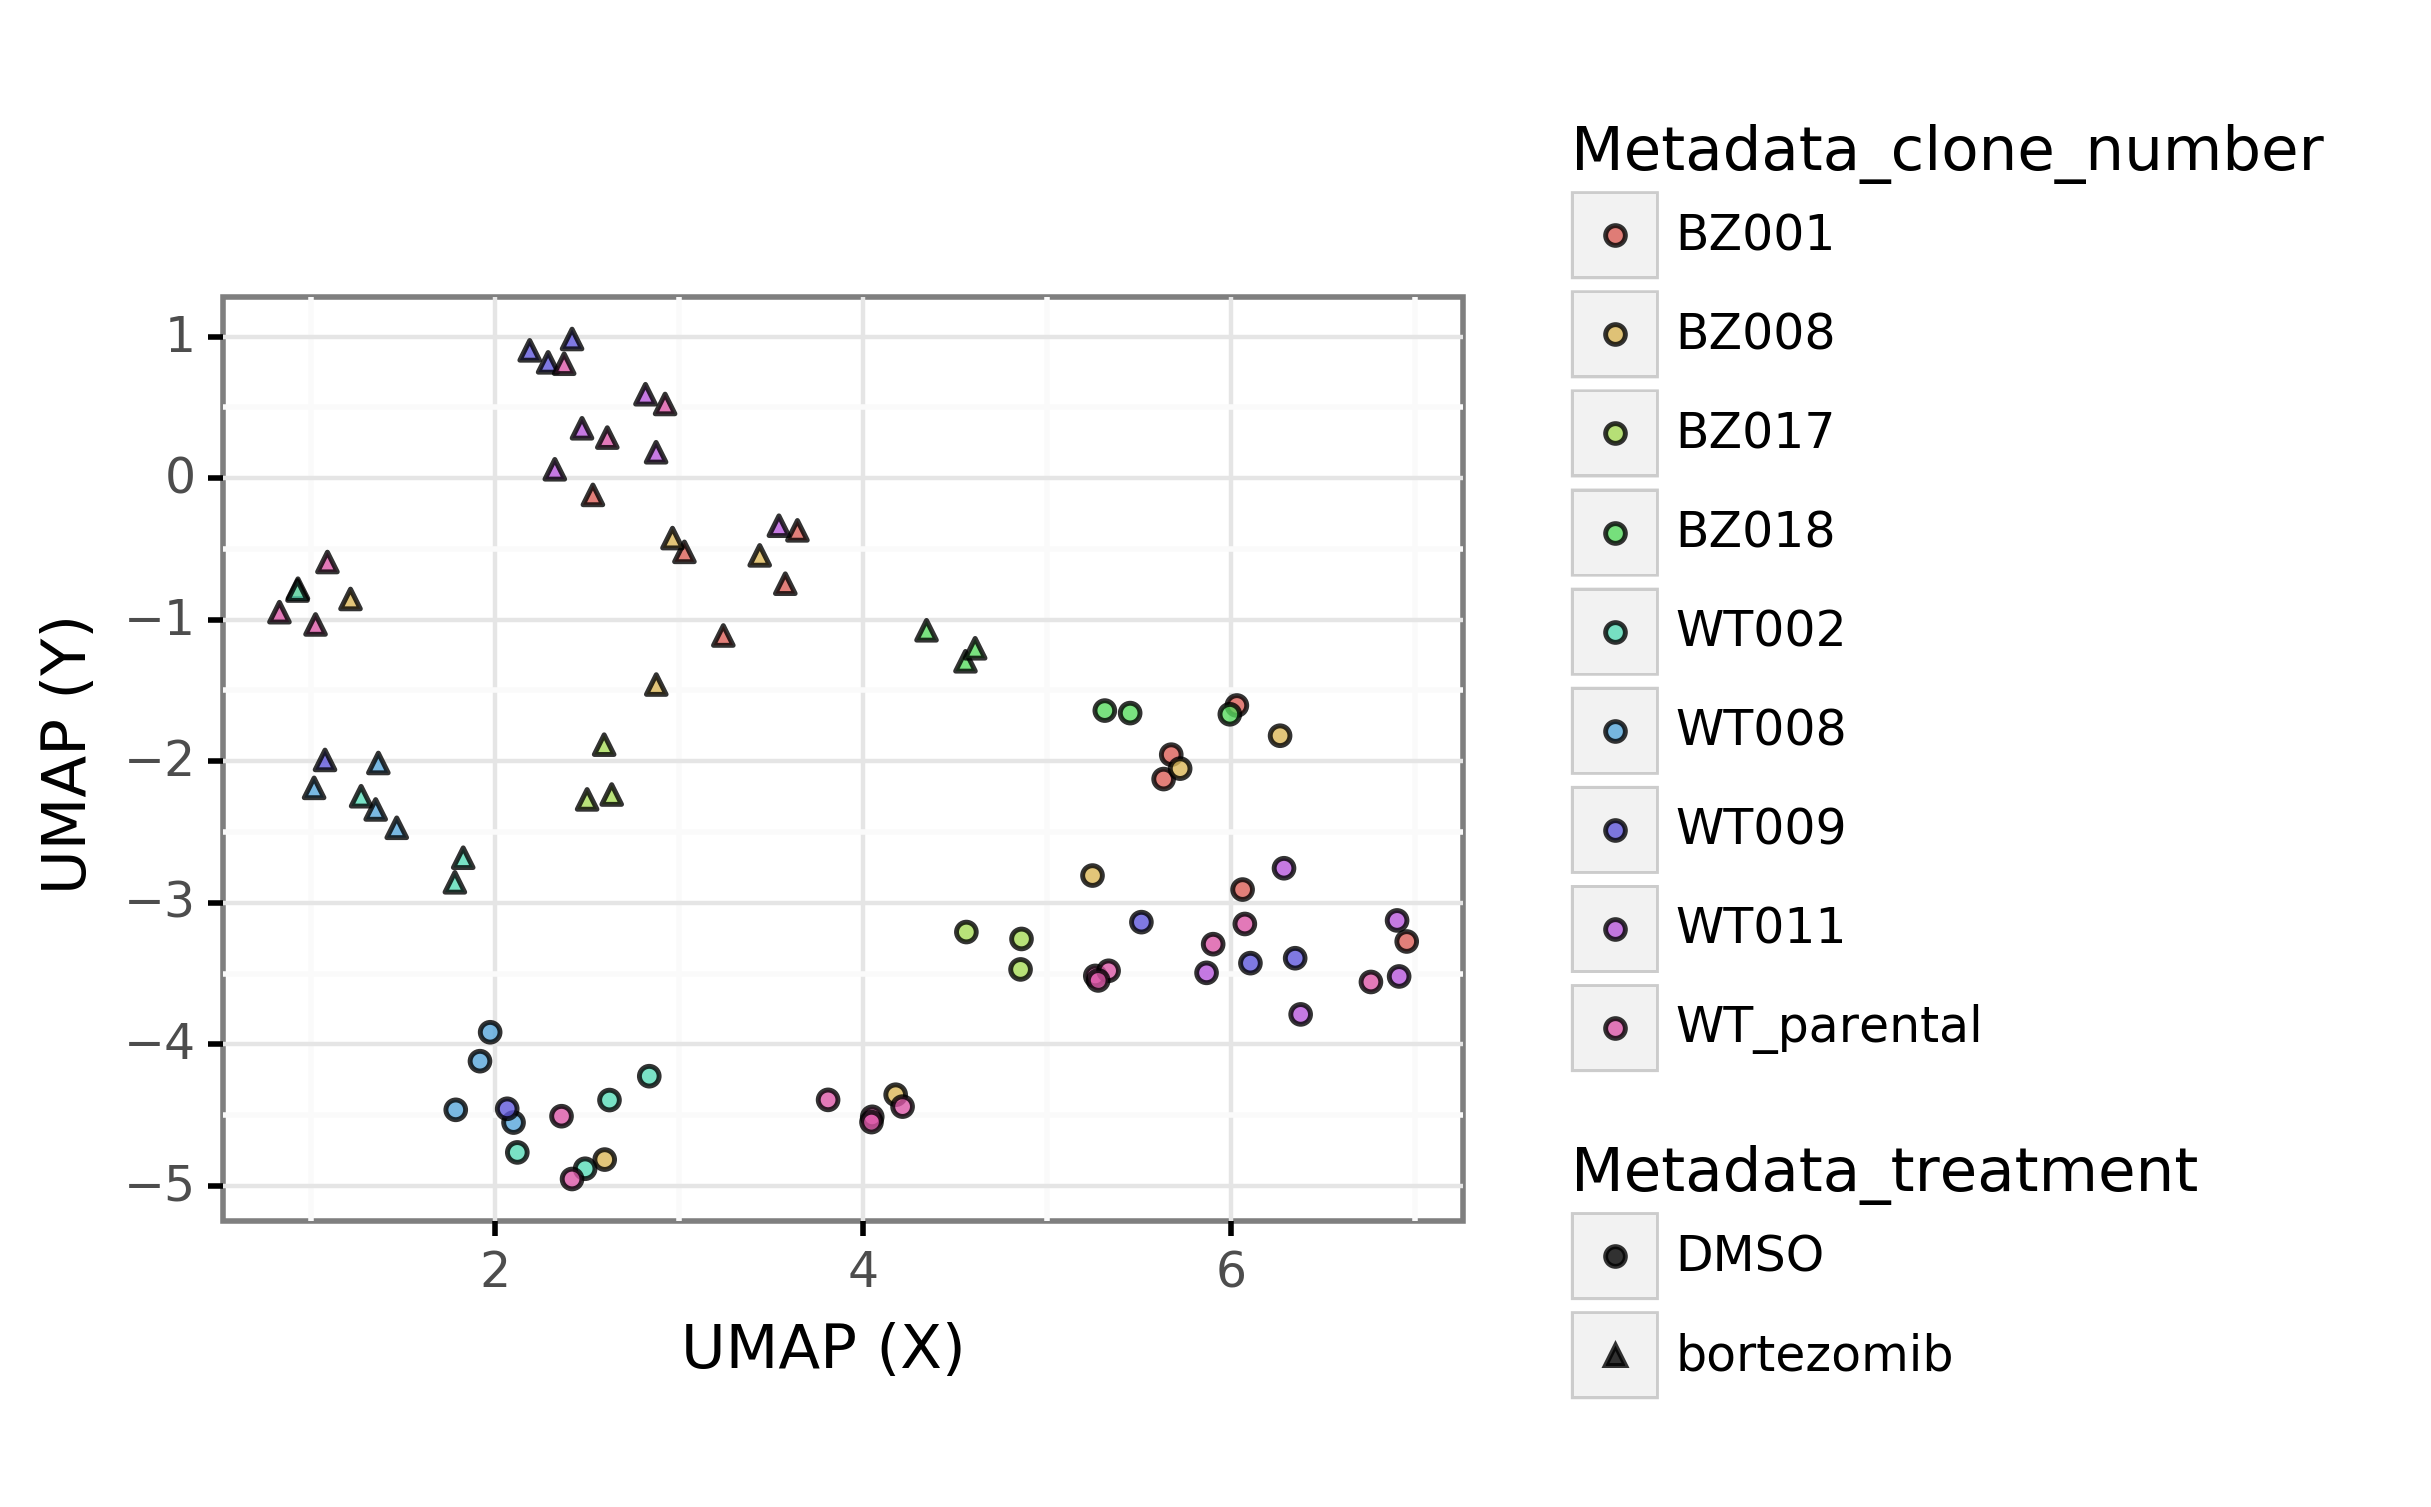 Metadata_clone_number
BZ001
BZ008
BZ017
BZ018
WT002
WT008
WT009
WT011
WT_parental
Metadata_treatment
DMSO
bortezomib
1
0
−1
−2
−3
−4
−5
UMAP (Y)
2 4 6
UMAP (X)